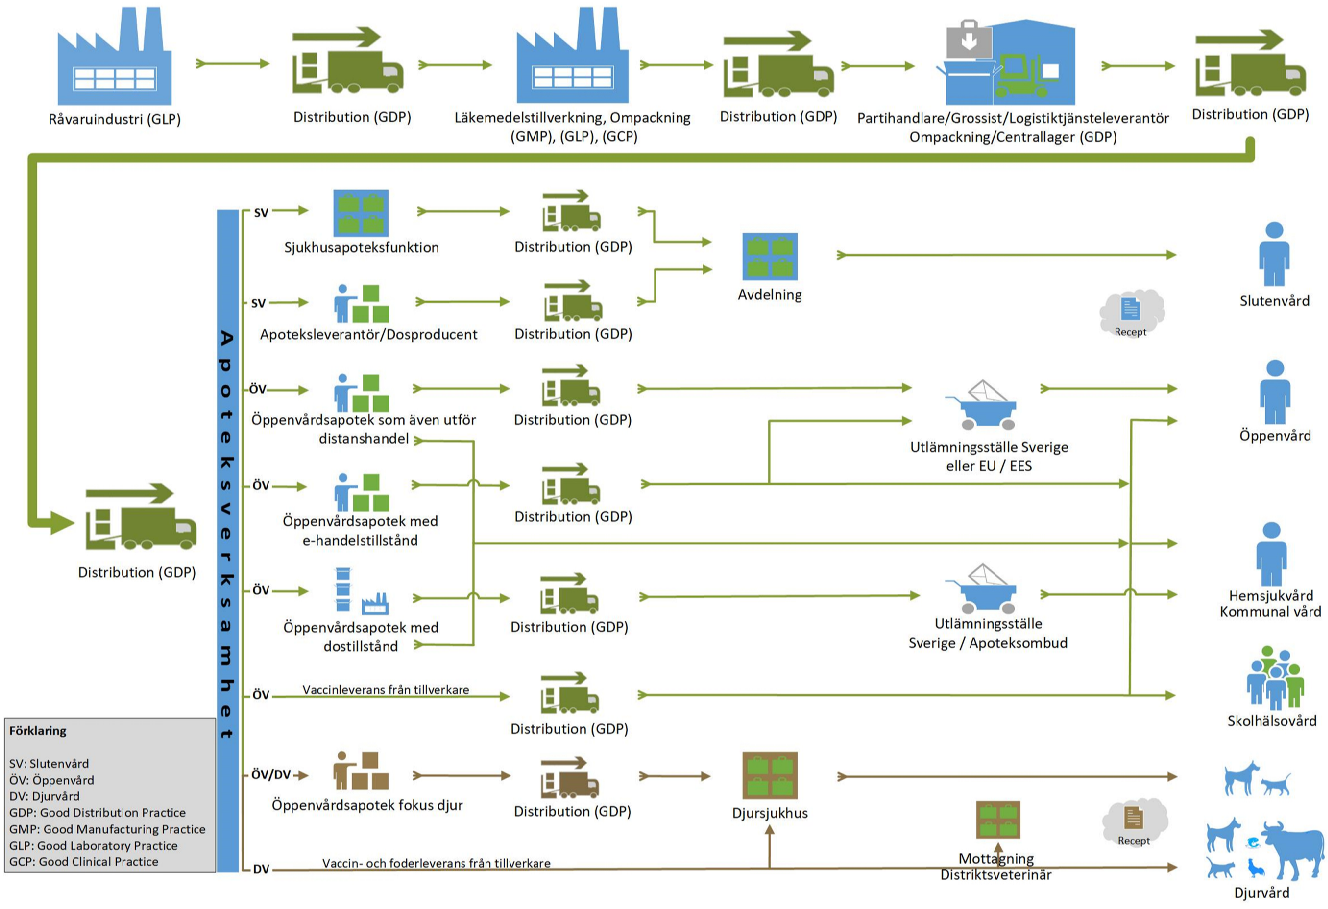 Råvaruindustri (GLP)
Distribution (GDP)
Läkemedelstillverkning, Ompackning
(GMP), (GLP), (GCP)
Distribution (GDP)
Partihandlare/Grossist/Logistiktjänsteleverantör
Ompackning/Centrallager (GDP)
Distribution (GDP)
Distribution (GDP)
Apoteksverksamhet
SV
Sjukhusapoteksfunktion
Distribution (GDP)
Avdelning
Slutenvård
SV
Apoteksleverantör/Dosproducent
Distribution (GDP)
Recept
ÖV
Öppenvårdsapotek som även utför
distanshandel
Distribution (GDP)
Utlämningsställe Sverige
eller EU / EES
Öppenvård
ÖV
Öppenvårdsapotek med
e-handelstillstånd
Distribution (GDP)
Hemsjukvård
Kommunal vård
ÖV
Öppenvårdsapotek med
dostillstånd
Distribution (GDP)
Utlämningsställe
Sverige / Apoteksombud
ÖV
Vaccinleverans från tillverkare
Distribution (GDP)
Skolhälsovård
ÖV/DV
Öppenvårdsapotek fokus djur
Distribution (GDP)
Djursjukhus
Recept
DV
Vaccin- och foderleverans från tillverkare
Mottagning
Distriktsveterinär
Djurvård
Förklaring
SV: Slutenvård
ÖV: Öppenvård
DV: Djurvård
GDP: Good Distribution Practice
GMP: Good Manufacturing Practice
GLP: Good Laboratory Practice
GCP: Good Clinical Practice